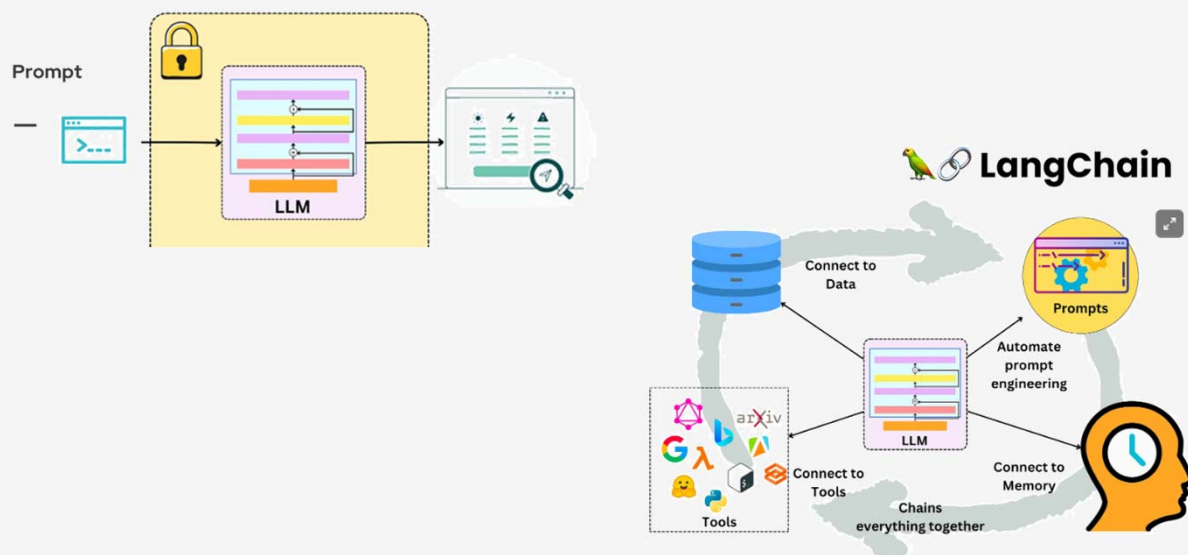 Prompt
>_---
LLM
LangChain
Connect to
Data
Prompts
Automate
prompt
engineering
LLM
arXiv
Connect to
Tools
Tools
Connect to
Memory
Chains
everything together